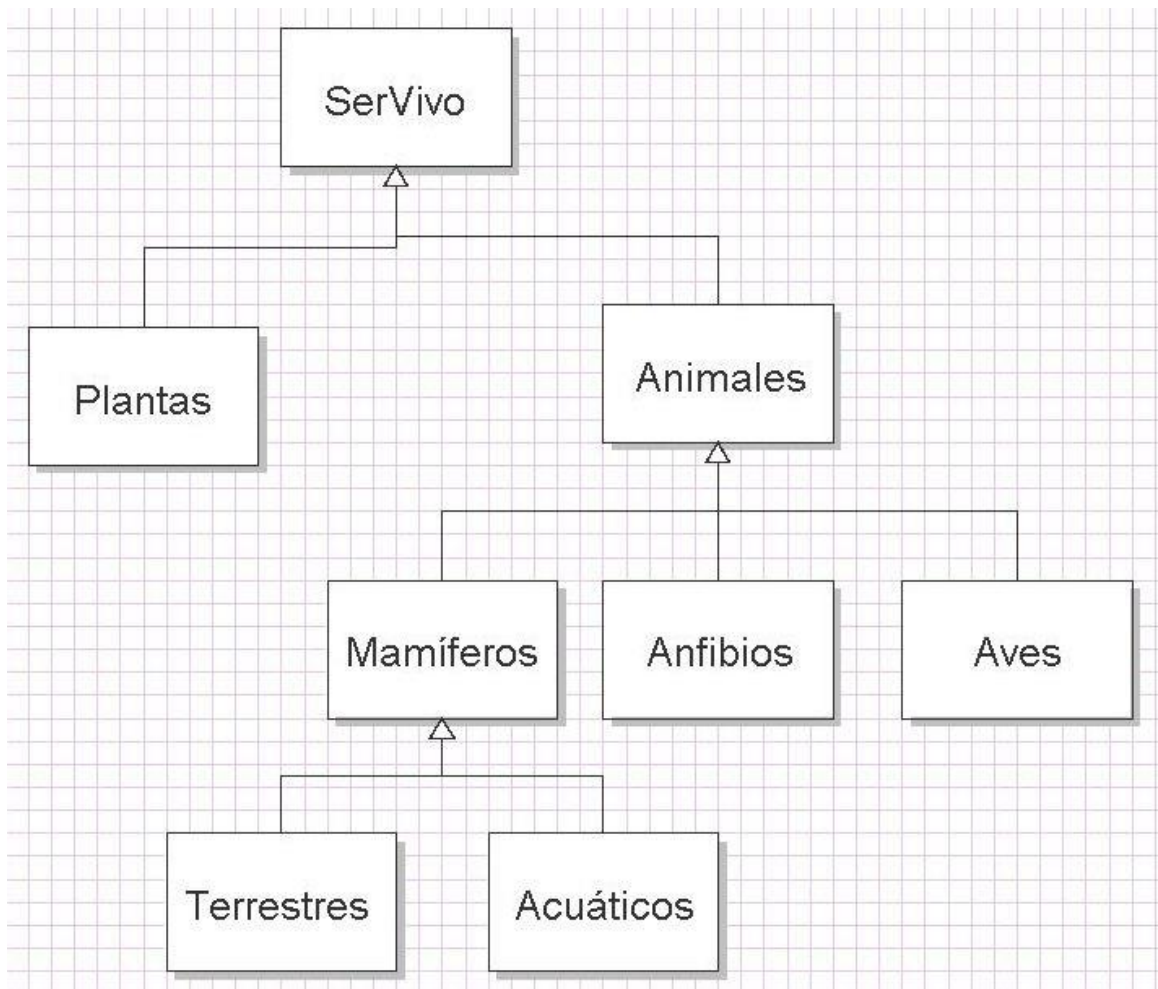 SerVivo
Plantas
Animales
Mamíferos
Anfibios
Aves
Terrestres
Acuáticos